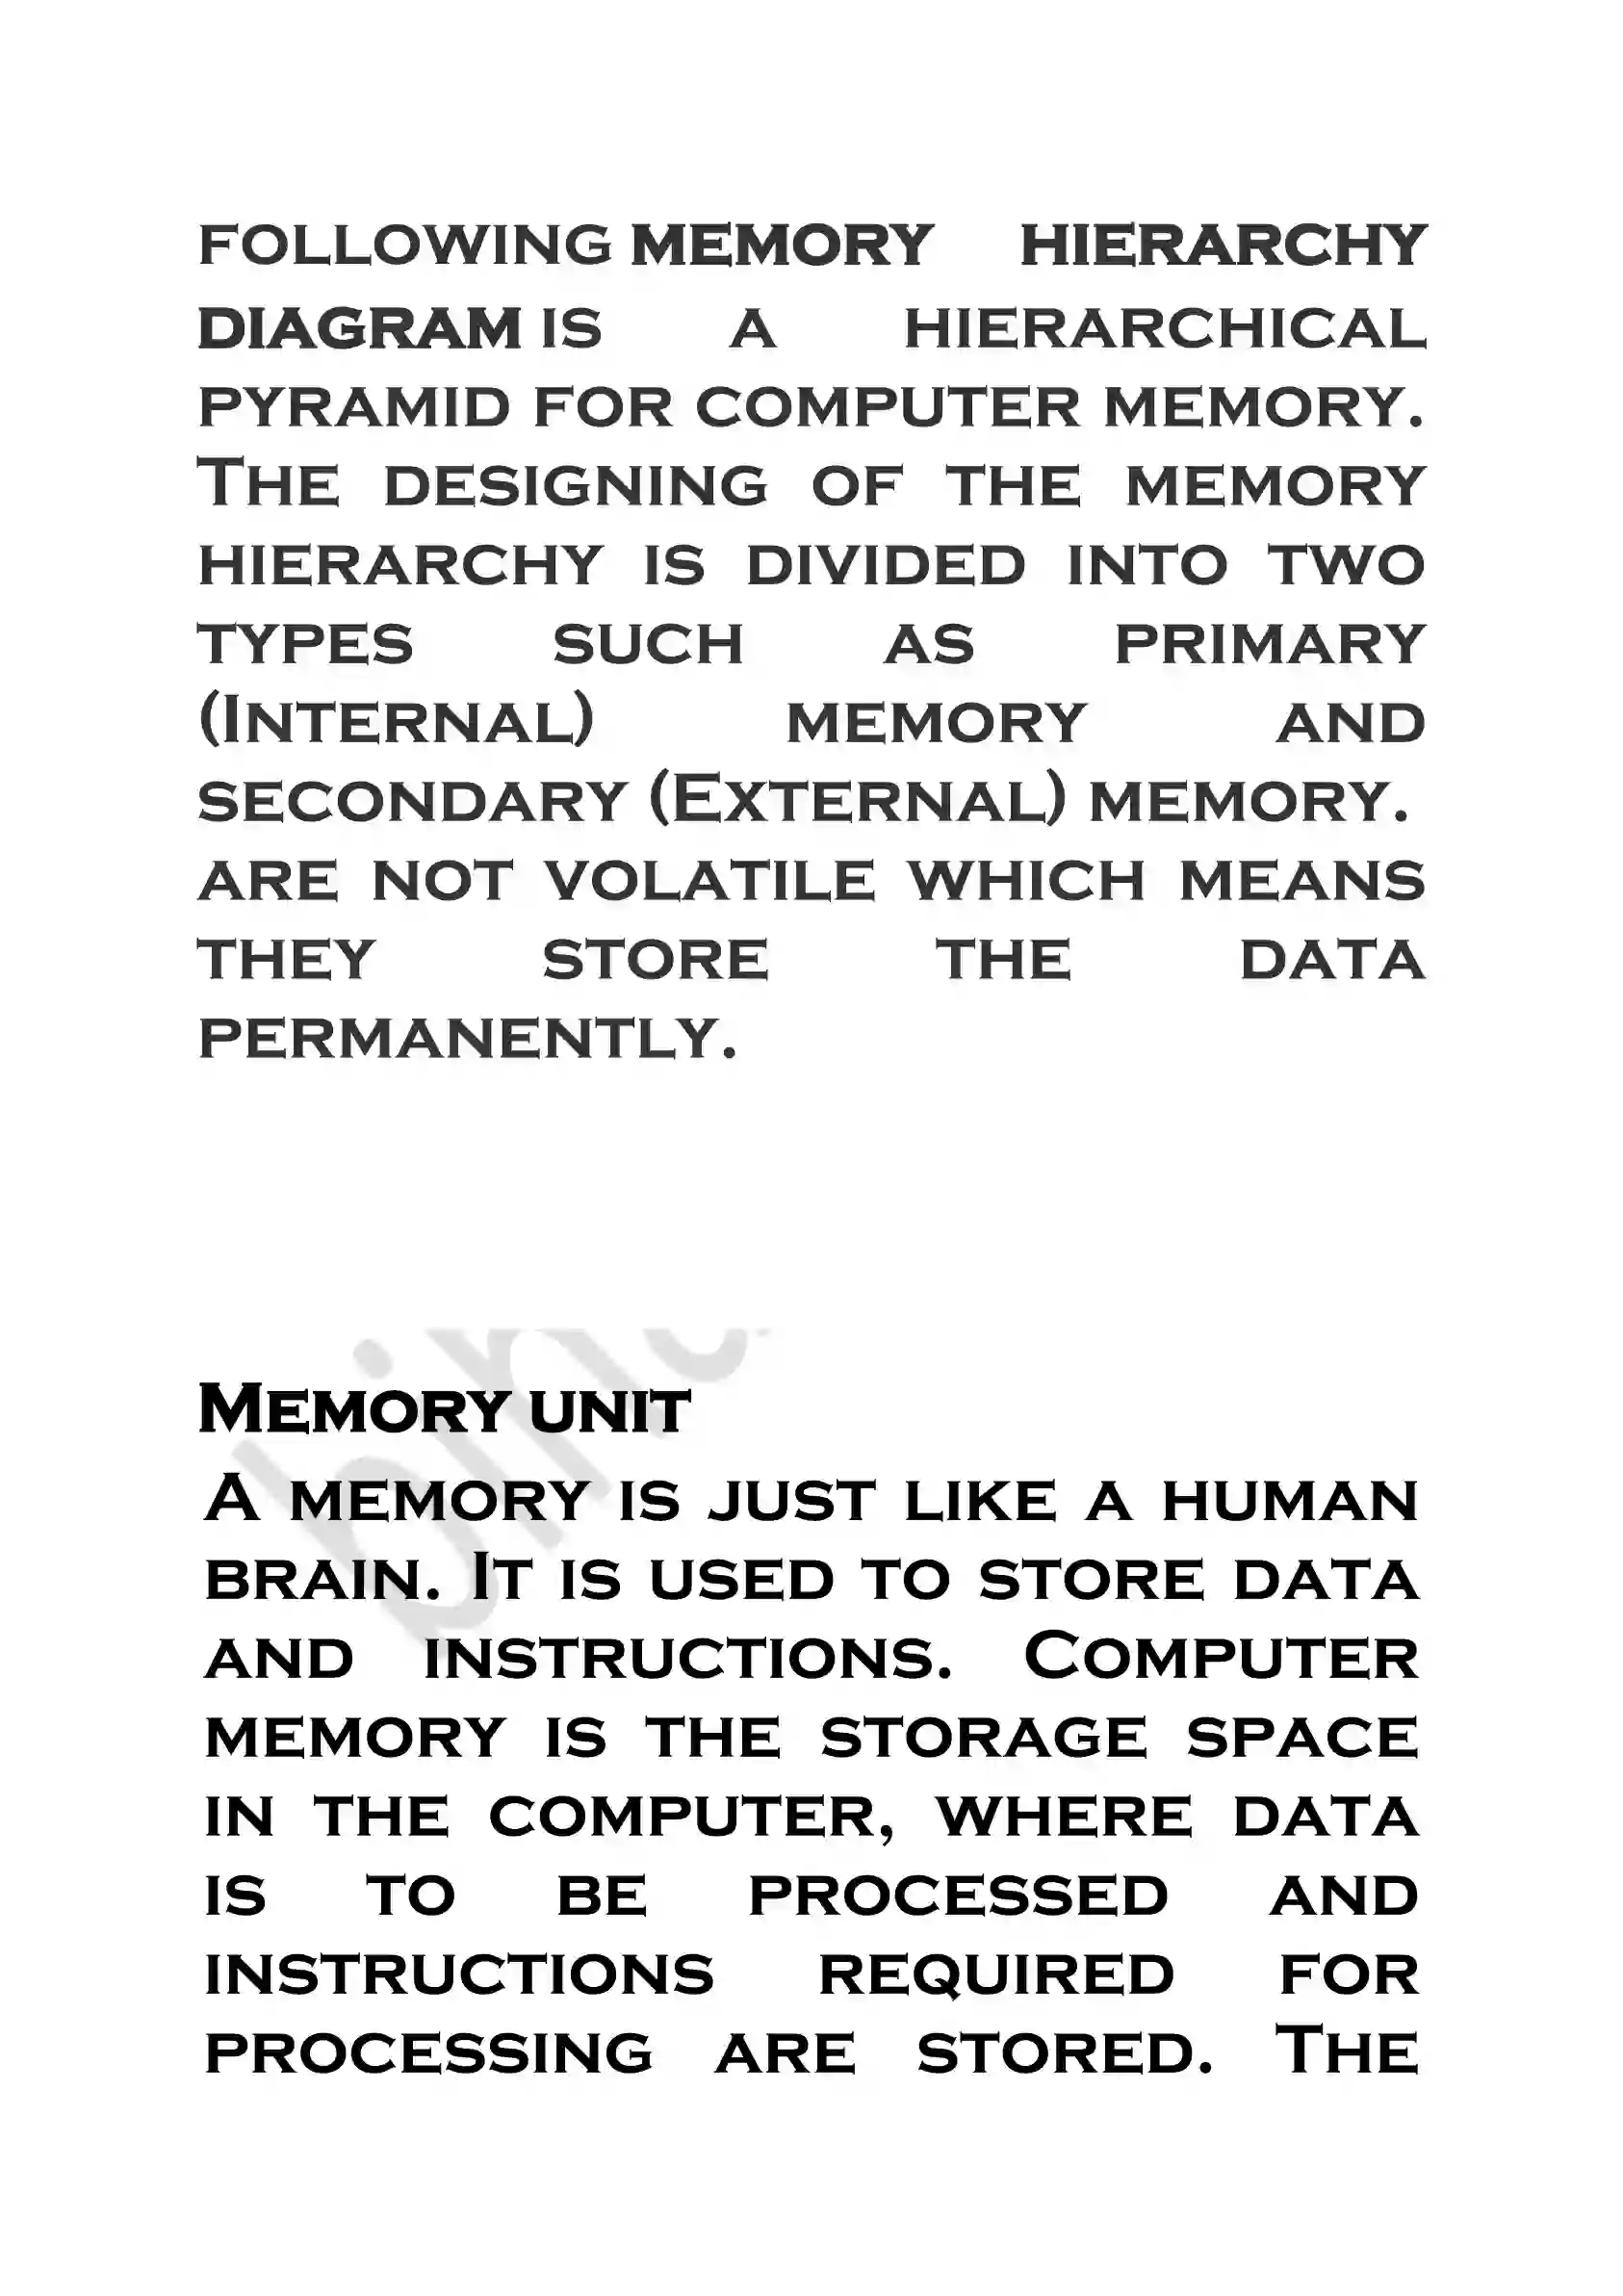 following memory hierarchy
diagram is a hierarchical
pyramid for computer memory.
The designing of the memory
hierarchy is divided into two
types such as primary
(Internal) memory and
secondary (External) memory.
are not volatile which means
they store the data
permanently.
Memory unit
A memory is just like a human
brain. It is used to store data
and instructions. Computer
memory is the storage space
in the computer, where data
is to be processed and
instructions required for
processing are stored. The